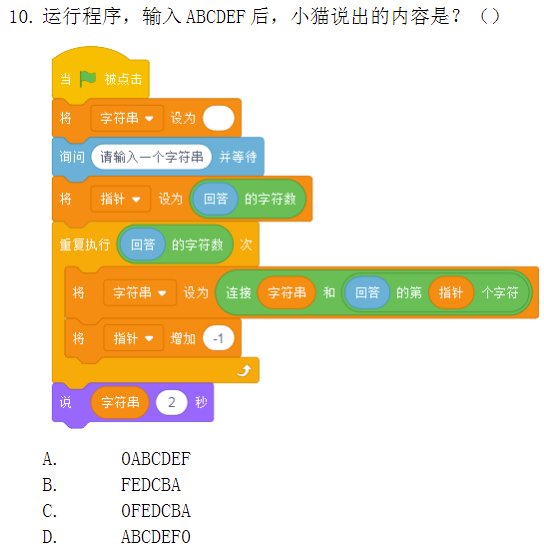 10. 运行程序，输入 ABCDEF 后，小猫说出的内容是？（）
当 被点击
将 字符串 设为
询问 请输入一个字符串 并等待
将 指针 设为 回答 的字符数
重复执行 回答 的字符数 次
将 字符串 设为 连接 字符串 和 回答 的第 指针 个字符
将 指针 增加 -1
说 字符串 2 秒
A. 0ABCDEF
B. FEDCBA
C. 0FEDCBA
D. ABCDEF0